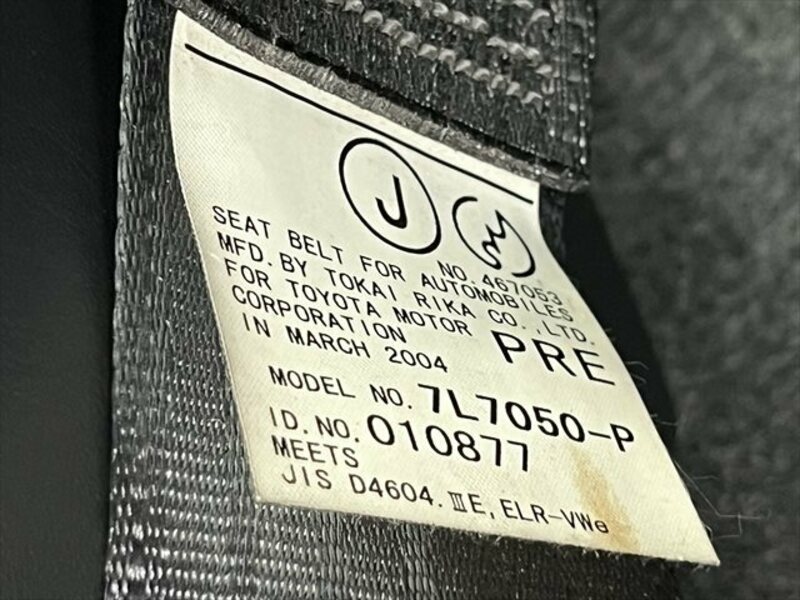 J
NO. 467053
SEAT BELT FOR AUTOMOBILES
MFD. BY TOKAI RIKA CO., LTD.
FOR TOYOTA MOTOR
CORPORATION PRE
IN MARCH 2004
MODEL NO. 7L7050-P
ID. NO. 010877
MEETS
JIS D4604. ⅢE, ELR-VWe